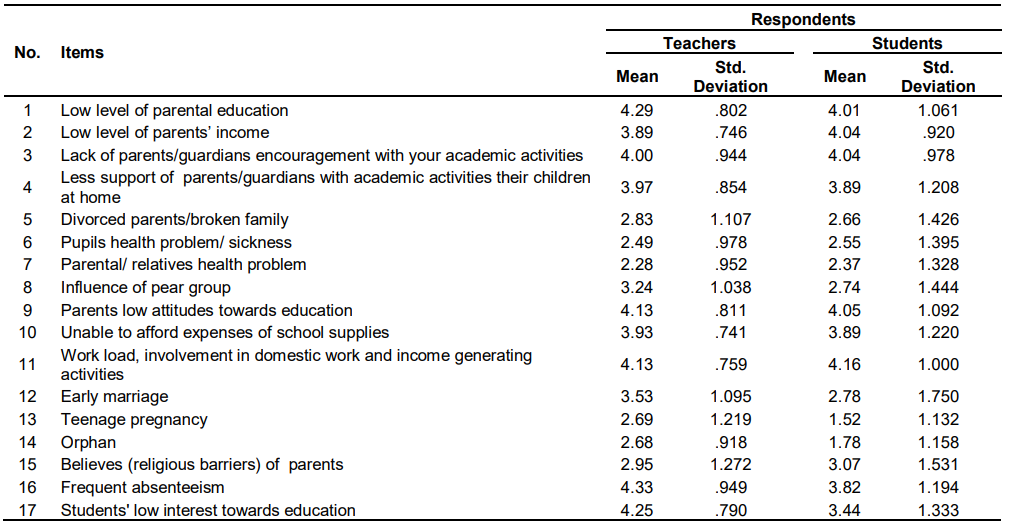 Respondents
No. Items Teachers Students
Mean Std. Deviation Mean Std. Deviation
1 Low level of parental education 4.29 .802 4.01 1.061
2 Low level of parents’ income 3.89 .746 4.04 .920
3 Lack of parents/guardians encouragement with your academic activities 4.00 .944 4.04 .978
4 Less support of parents/guardians with academic activities their children at home 3.97 .854 3.89 1.208
5 Divorced parents/broken family 2.83 1.107 2.66 1.426
6 Pupils health problem/ sickness 2.49 .978 2.55 1.395
7 Parental/ relatives health problem 2.28 .952 2.37 1.328
8 Influence of pear group 3.24 1.038 2.74 1.444
9 Parents low attitudes towards education 4.13 .811 4.05 1.092
10 Unable to afford expenses of school supplies 3.93 .741 3.89 1.220
11 Work load, involvement in domestic work and income generating activities 4.13 .759 4.16 1.000
12 Early marriage 3.53 1.095 2.78 1.750
13 Teenage pregnancy 2.69 1.219 1.52 1.132
14 Orphan 2.68 .918 1.78 1.158
15 Believes (religious barriers) of parents 2.95 1.272 3.07 1.531
16 Frequent absenteeism 4.33 .949 3.82 1.194
17 Students' low interest towards education 4.25 .790 3.44 1.333